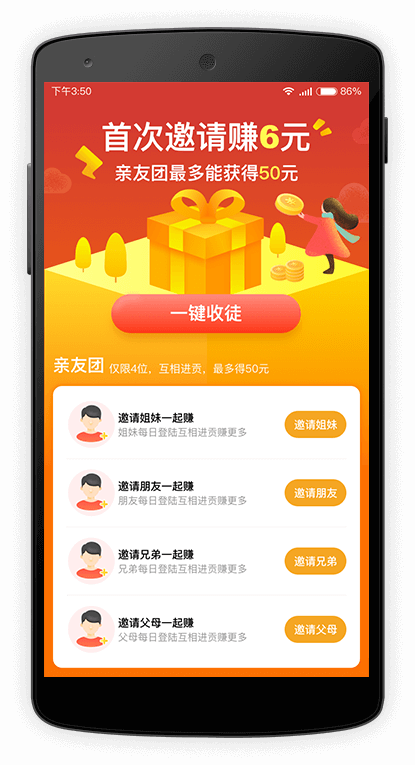 下午3:50 86%
首次邀请赚6元
亲友团最多能获得50元
一键收徒
亲友团 仅限4位，互相进贡，最多得50元
邀请姐妹一起赚
姐妹每日登陆互相进贡赚更多
邀请姐妹
邀请朋友一起赚
朋友每日登陆互相进贡赚更多
邀请朋友
邀请兄弟一起赚
兄弟每日登陆互相进贡赚更多
邀请兄弟
邀请父母一起赚
父母每日登陆互相进贡赚更多
邀请父母